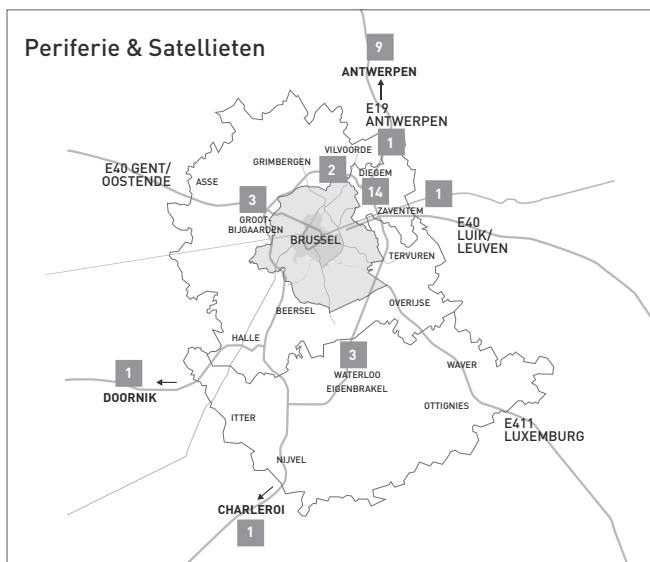 Periferie & Satellieten
9
ANTWERPEN
E19
ANTWERPEN
1
VILVOORDE
GRIMBERGEN
2
DIEGEM
E40 GENT/
OOSTENDE
ASSE
14
1
3
ZAVENTEM
GROOT-
BIJGAARDEN
BRUSSEL
E40
LUIK/
LEUVEN
TERVUREN
BEERSEL
OVERIJSE
HALLE
3
WAVER
1
DOORNIK
WATERLOO
EIGENBRAKEL
OTTIGNIES
ITTER
E411
LUXEMBURG
NIJVEL
CHARLEROI
1